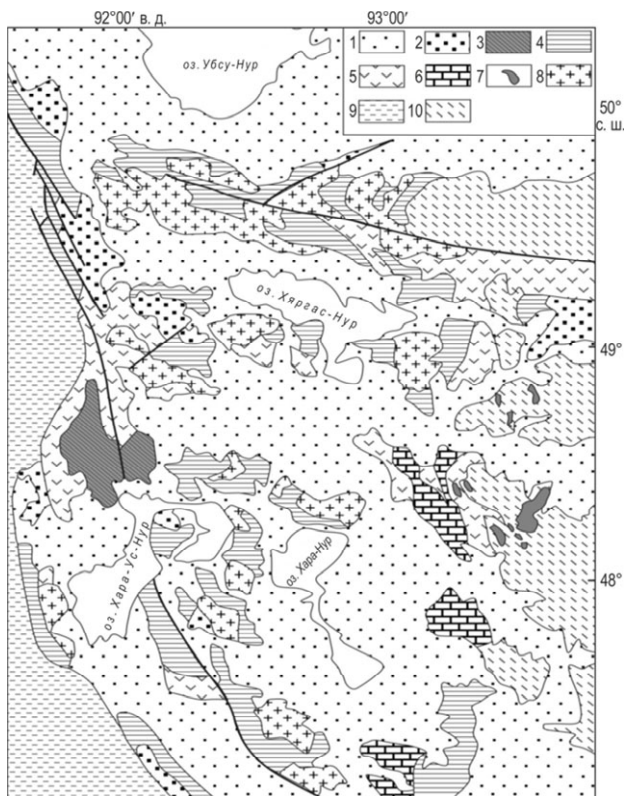 92°00′ в. д.
93°00′
1 2 3 4
5 6 7 8
9 10
50°
с. ш.
оз. Убсу-Нур
оз. Хяргас-Нур
49°
оз. Хара-Ус-Нур
оз. Хара-Нур
48°